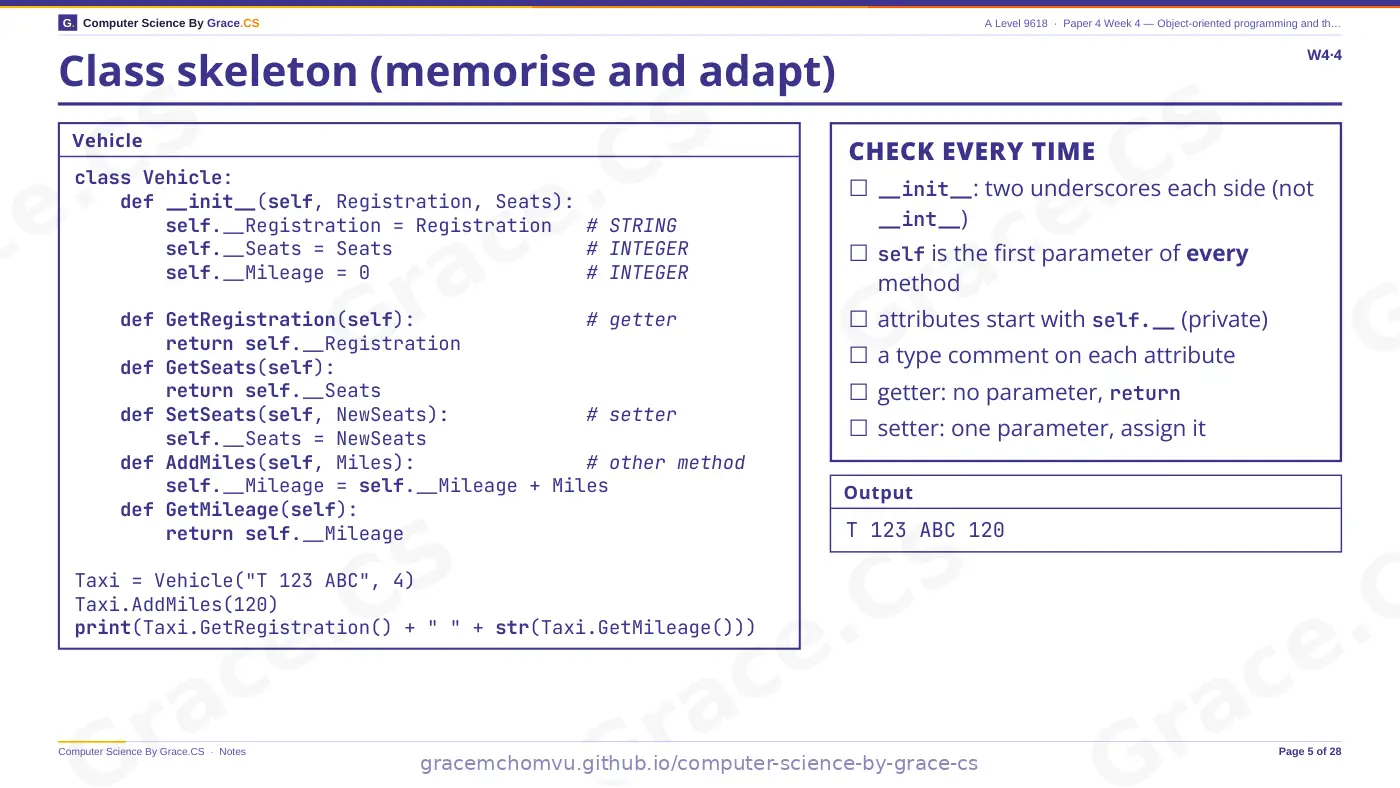 G. Computer Science By Grace.CS
A Level 9618 · Paper 4 Week 4 — Object-oriented programming and th…
Class skeleton (memorise and adapt)
W4·4
Vehicle
class Vehicle:
    def __init__(self, Registration, Seats):
        self.__Registration = Registration   # STRING
        self.__Seats = Seats                 # INTEGER
        self.__Mileage = 0                   # INTEGER
    def GetRegistration(self):               # getter
        return self.__Registration
    def GetSeats(self):
        return self.__Seats
    def SetSeats(self, NewSeats):            # setter
        self.__Seats = NewSeats
    def AddMiles(self, Miles):               # other method
        self.__Mileage = self.__Mileage + Miles
    def GetMileage(self):
        return self.__Mileage
Taxi = Vehicle("T 123 ABC", 4)
Taxi.AddMiles(120)
print(Taxi.GetRegistration() + " " + str(Taxi.GetMileage()))
CHECK EVERY TIME
☐ __init__: two underscores each side (not
__int__)
☐ self is the first parameter of every
method
☐ attributes start with self.__ (private)
☐ a type comment on each attribute
☐ getter: no parameter, return
☐ setter: one parameter, assign it
Output
T 123 ABC 120
Computer Science By Grace.CS · Notes
Page 5 of 28
gracemchomvu.github.io/computer-science-by-grace-cs